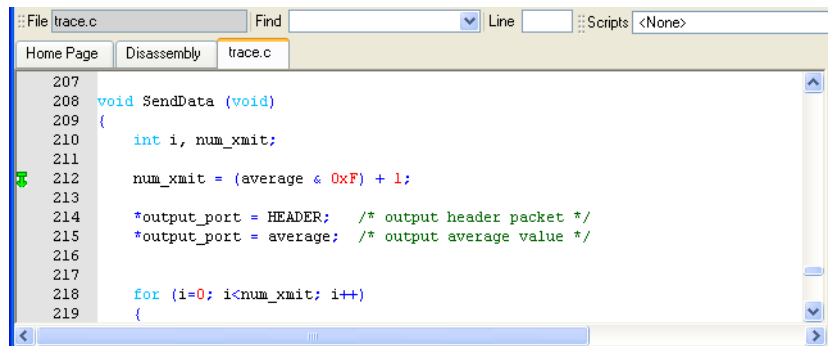 File trace.c Find Line Scripts <None>
Home Page Disassembly trace.c
207
208 void SendData (void)
209 {
210     int i, num_xmit;
211
212     num_xmit = (average & 0xF) + 1;
213
214     *output_port = HEADER;   /* output header packet */
215     *output_port = average;  /* output average value */
216
217
218     for (i=0; i<num_xmit; i++)
219     {